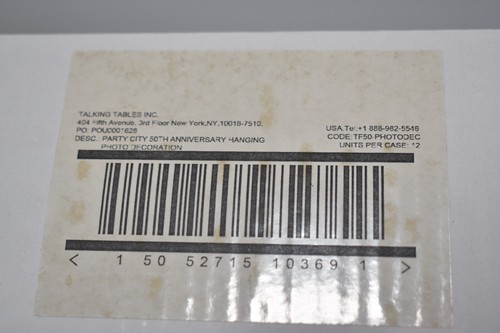 TALKING TABLES INC.
404 Fifth Avenue, 3rd Floor New York,NY,10018-7510,
PO: POU0001628
DESC.: PARTY CITY 50TH ANNIVERSARY HANGING
PHOTO DECORATION
USA.Tel:+1 888-982-5516
CODE:TF50-PHOTODEC
UNITS PER CASE: 12
< 1 50 52715 10369 1 >